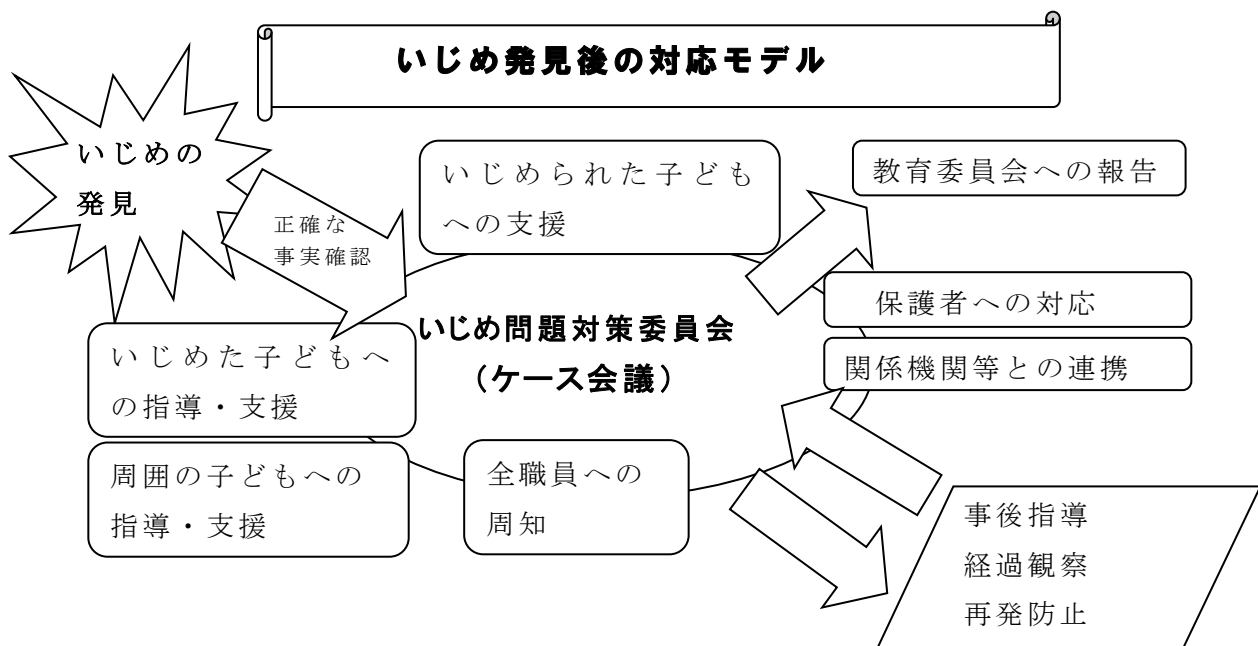 いじめ発見後の対応モデル
いじめの
発見
正確な
事実確認
いじめられた子ども
への支援
教育委員会への報告
保護者への対応
関係機関等との連携
いじめ問題対策委員会
(ケース会議)
いじめた子どもへ
の指導・支援
周囲の子どもへの
指導・支援
全職員への
周知
事後指導
経過観察
再発防止